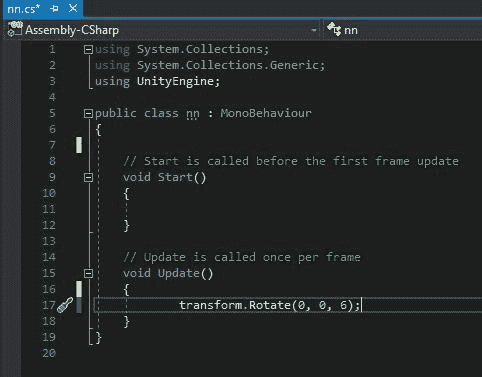 nn.cs*
Assembly-CSharp
nn
1 using System.Collections;
2 using System.Collections.Generic;
3 using UnityEngine;
4
5 public class nn : MonoBehaviour
6 {
7
8 // Start is called before the first frame update
9 void Start()
10 {
11
12 }
13
14 // Update is called once per frame
15 void Update()
16 {
17 transform.Rotate(0, 0, 6);
18 }
19 }
20